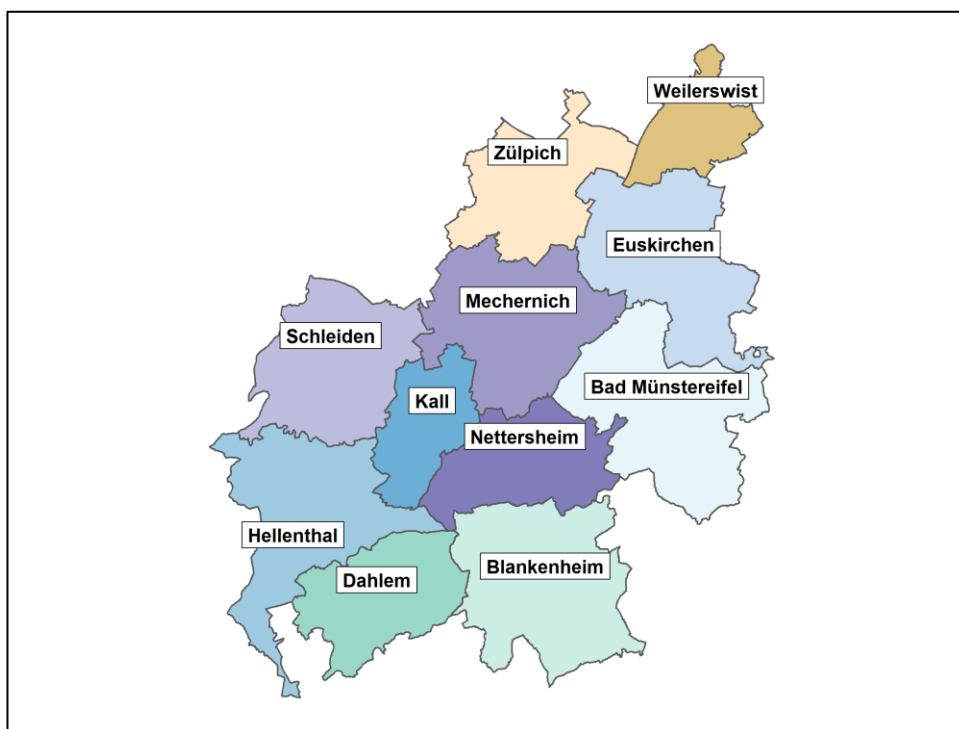 Weilerswist
Zülpich
Euskirchen
Mechernich
Schleiden
Bad Münstereifel
Kall
Nettersheim
Hellenthal
Blankenheim
Dahlem